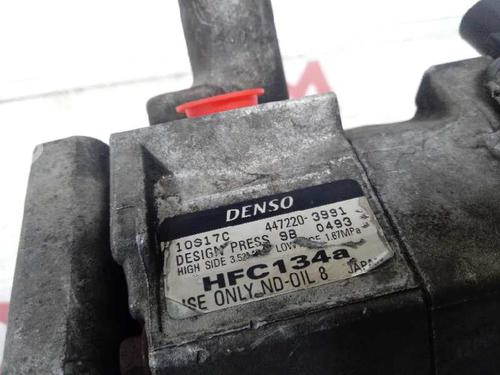 DENSO
10S17C 447220-3991
DESIGN PRESS 9B 0493
HIGH SIDE LOW 1.67MPa
HFC134a
USE ONLY ND-OIL 8 JAPAN